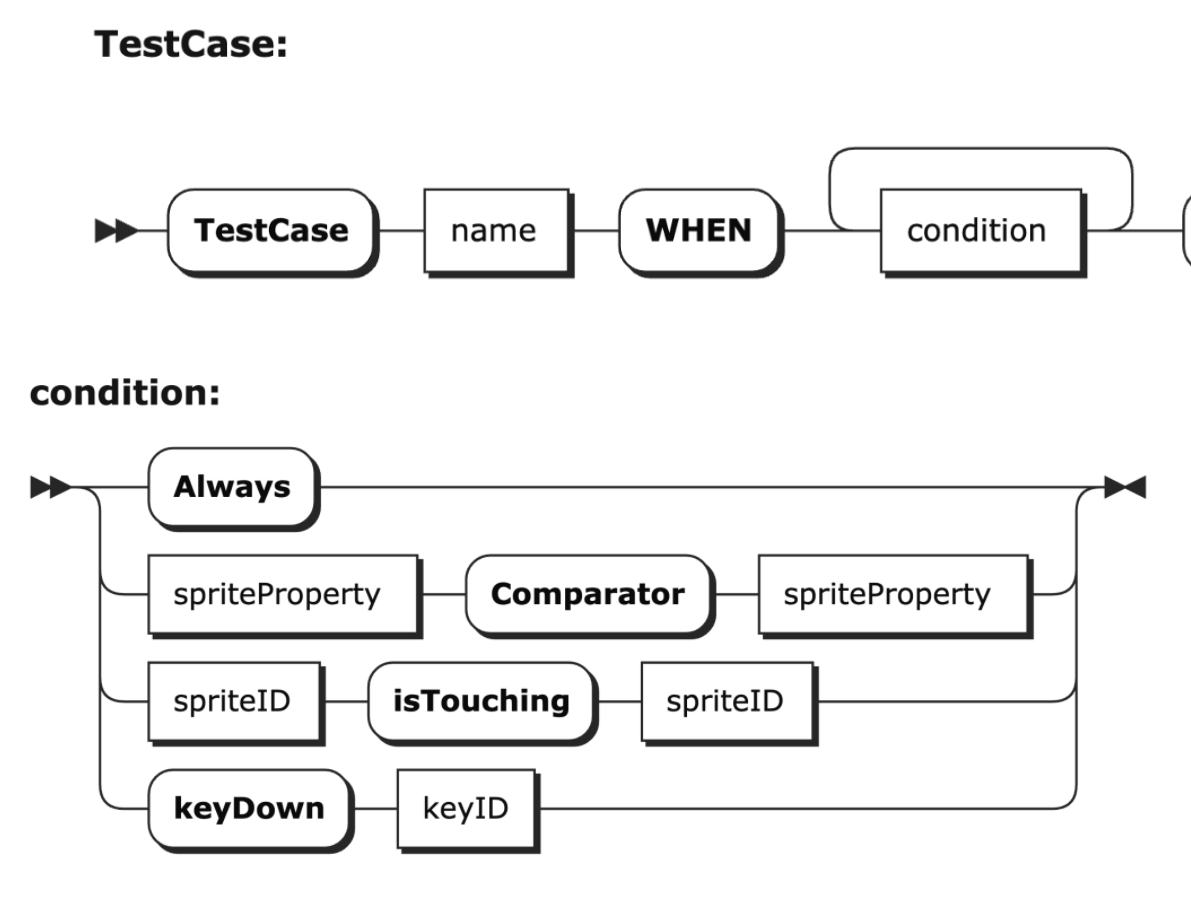 TestCase:
TestCase name WHEN condition
condition:
Always
spriteProperty Comparator spriteProperty
spriteID isTouching spriteID
keyDown keyID